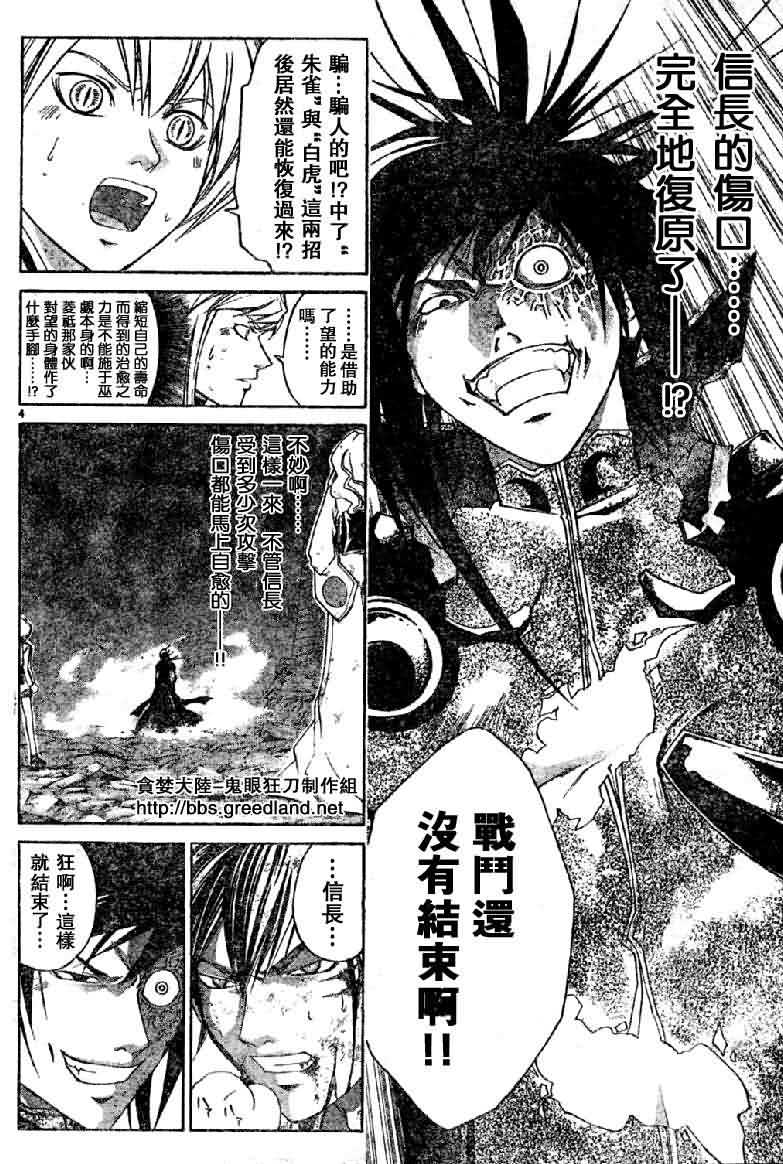 信長的傷口……
完全地復原了——!?
戰鬥還
沒有結束啊!!
騙…騙人的吧!?中了“
朱雀”與“白虎”這兩招
後居然還能恢復過來!?
……是借助
了望的能力
嗎……
縮短自己的壽命
而得到的治愈之
力是不能施于巫
覡本身的啊…
菱祗那家伙
對望的身體作了
什麼手腳……!?
4
不妙啊……
這樣一來 不管信長
受到多少次攻擊
傷口都能馬上自愈的——!!
貪婪大陸-鬼眼狂刀制作組
http://bbs.greedland.net
…信長…
狂啊…這樣
就結束了…